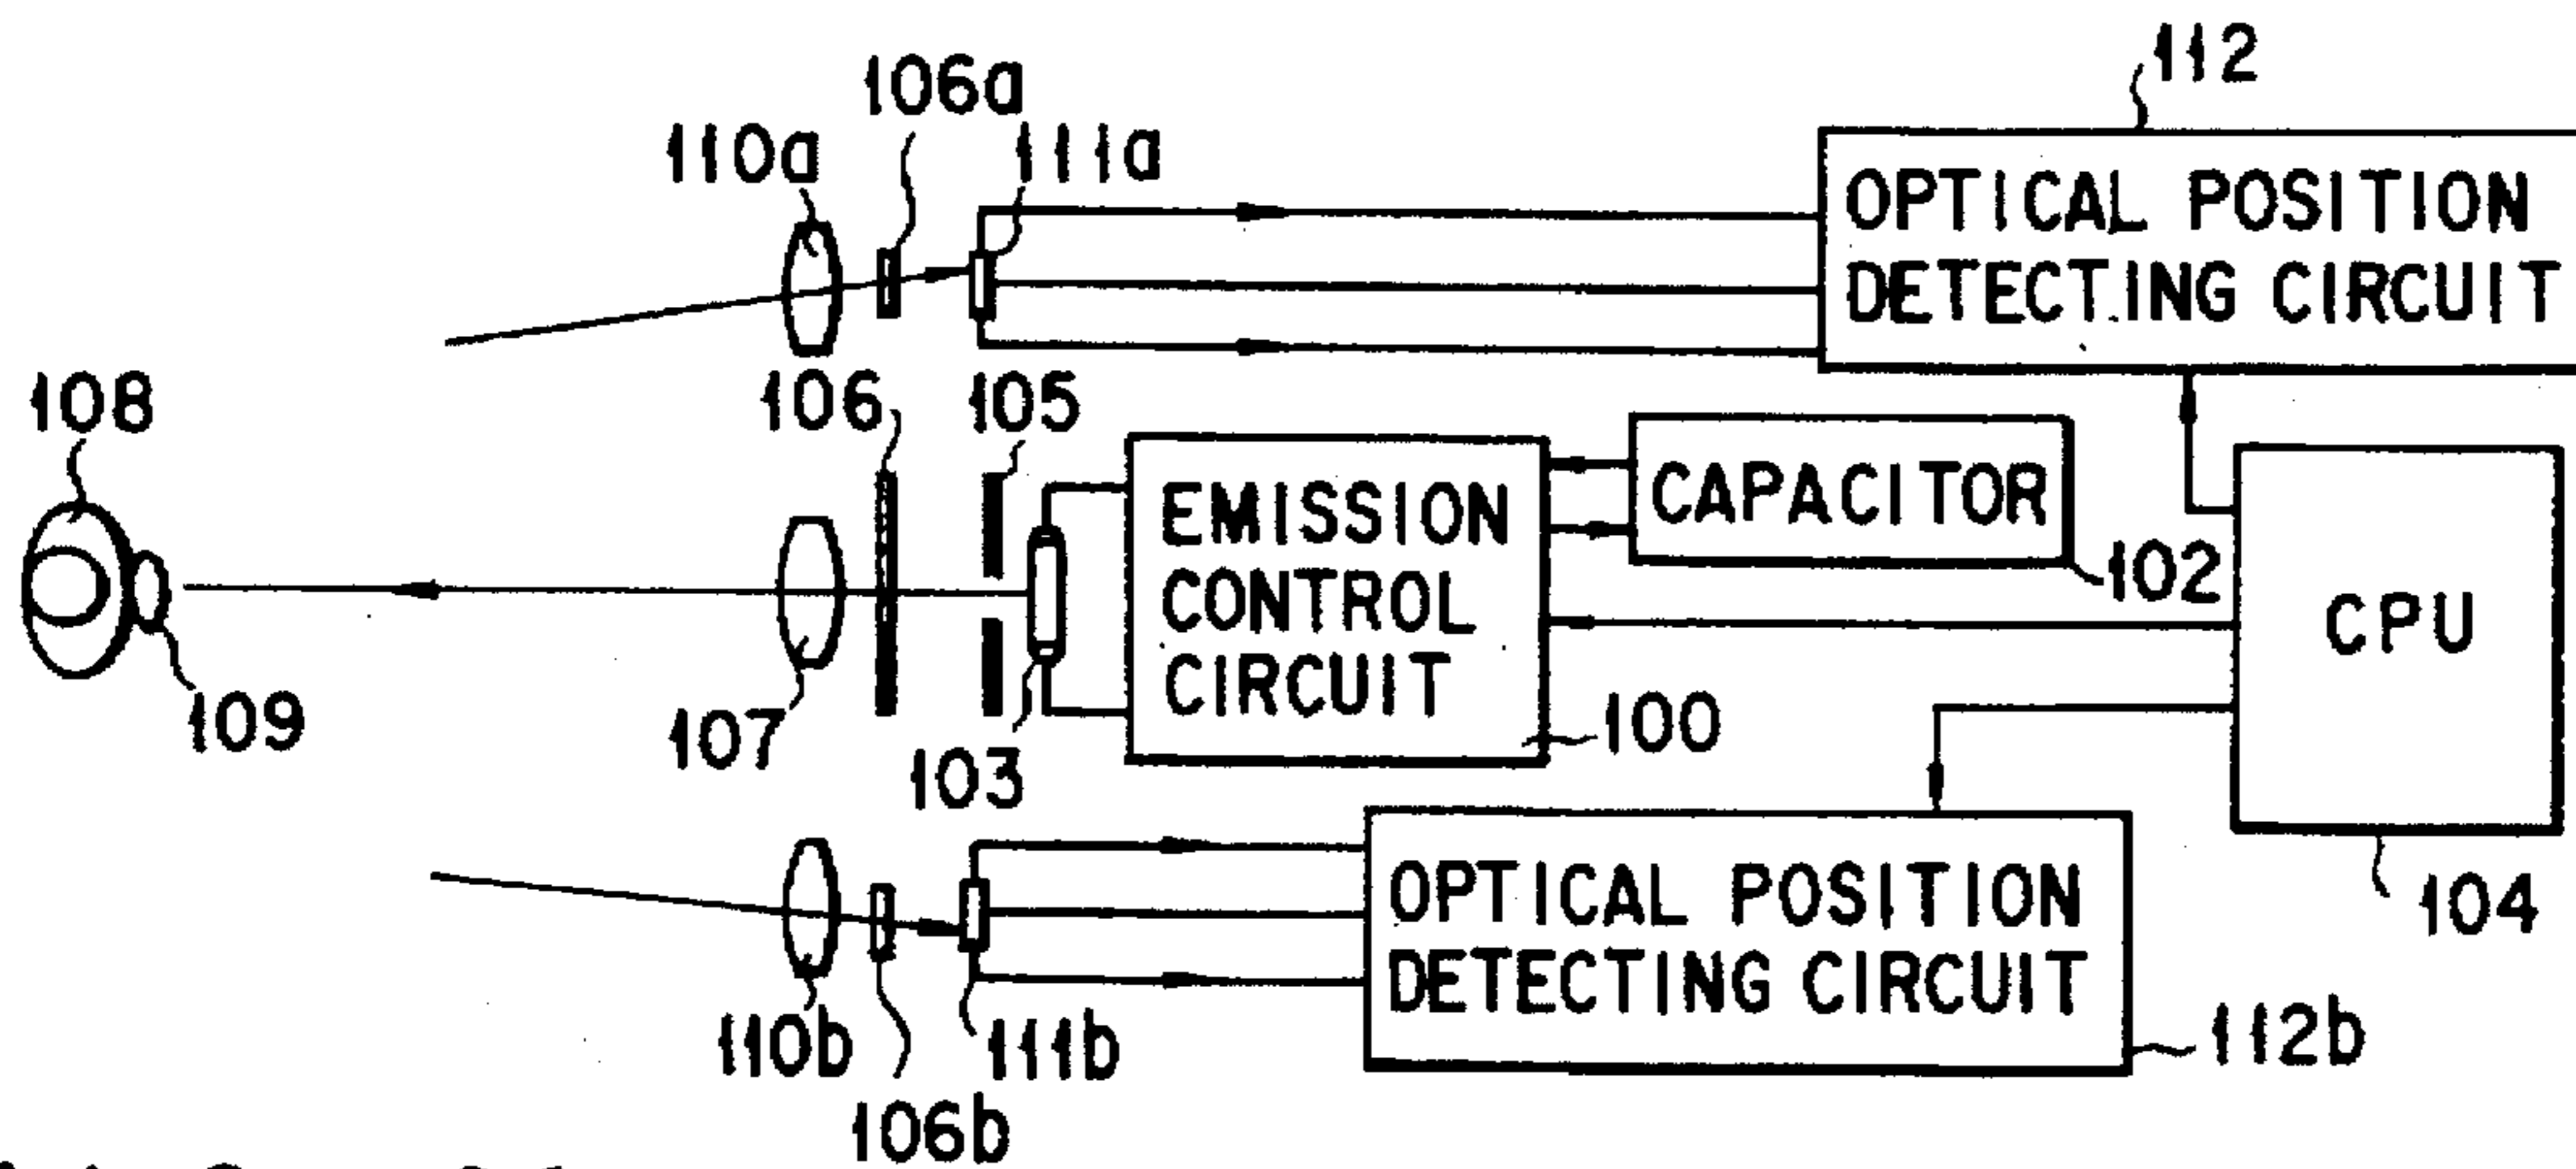 112
106a
110a
111a
OPTICAL POSITION
DETECTING CIRCUIT
108
106
105
EMISSION
CONTROL
CIRCUIT
CAPACITOR
102
CPU
109
107
103
100
104
OPTICAL POSITION
DETECTING CIRCUIT
110b
111b
112b
106b